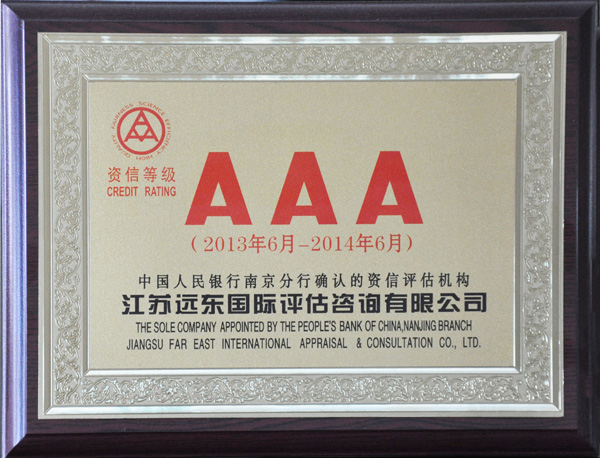 资信等级
CREDIT RATING
AAA
(2013年6月-2014年6月)
中国人民银行南京分行确认的资信评估机构
江苏远东国际评估咨询有限公司
THE SOLE COMPANY APPOINTED BY THE PEOPLE'S BANK OF CHINA,NANJING BRANCH
JIANGSU FAR EAST INTERNATIONAL APPRAISAL & CONSULTATION CO., LTD.